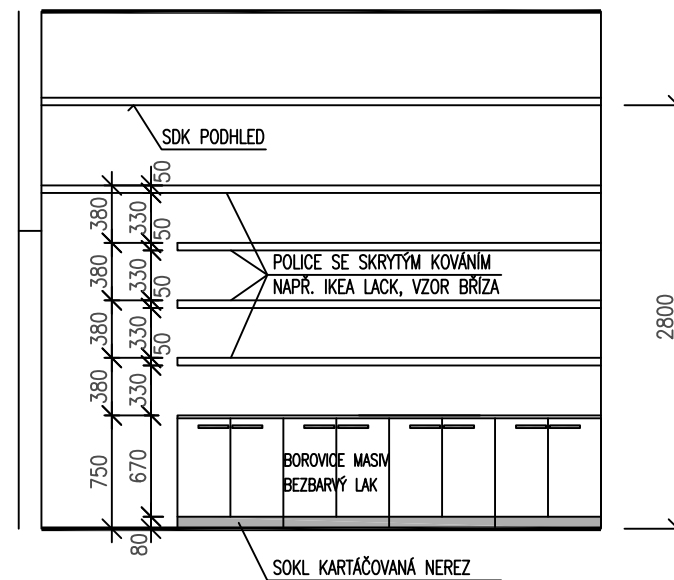 SDK PODHLED
50
380
330
50
POLICE SE SKRYTÝM KOVÁNÍM
NAPŘ. IKEA LACK, VZOR BŘÍZA
380
330
50
2800
380
330
50
380
330
BOROVICE MASIV
BEZBARVÝ LAK
750
670
80
SOKL KARTÁČOVANÁ NEREZ